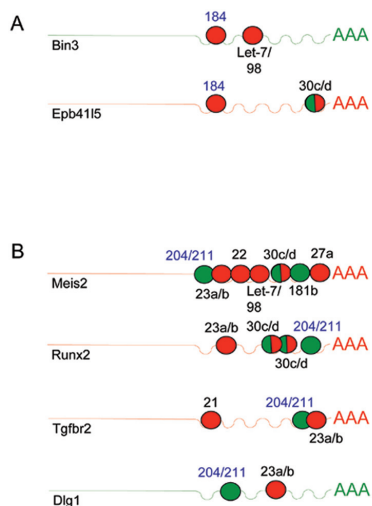 A
184
AAA
Bin3
Let-7/
98
184
30c/d
AAA
Epb41l5
B
204/211
22
30c/d
27a
AAA
Meis2
23a/b
Let-7/
98
181b
23a/b
30c/d
204/211
AAA
Runx2
30c/d
21
204/211
AAA
Tgfbr2
23a/b
204/211
23a/b
AAA
Dlg1